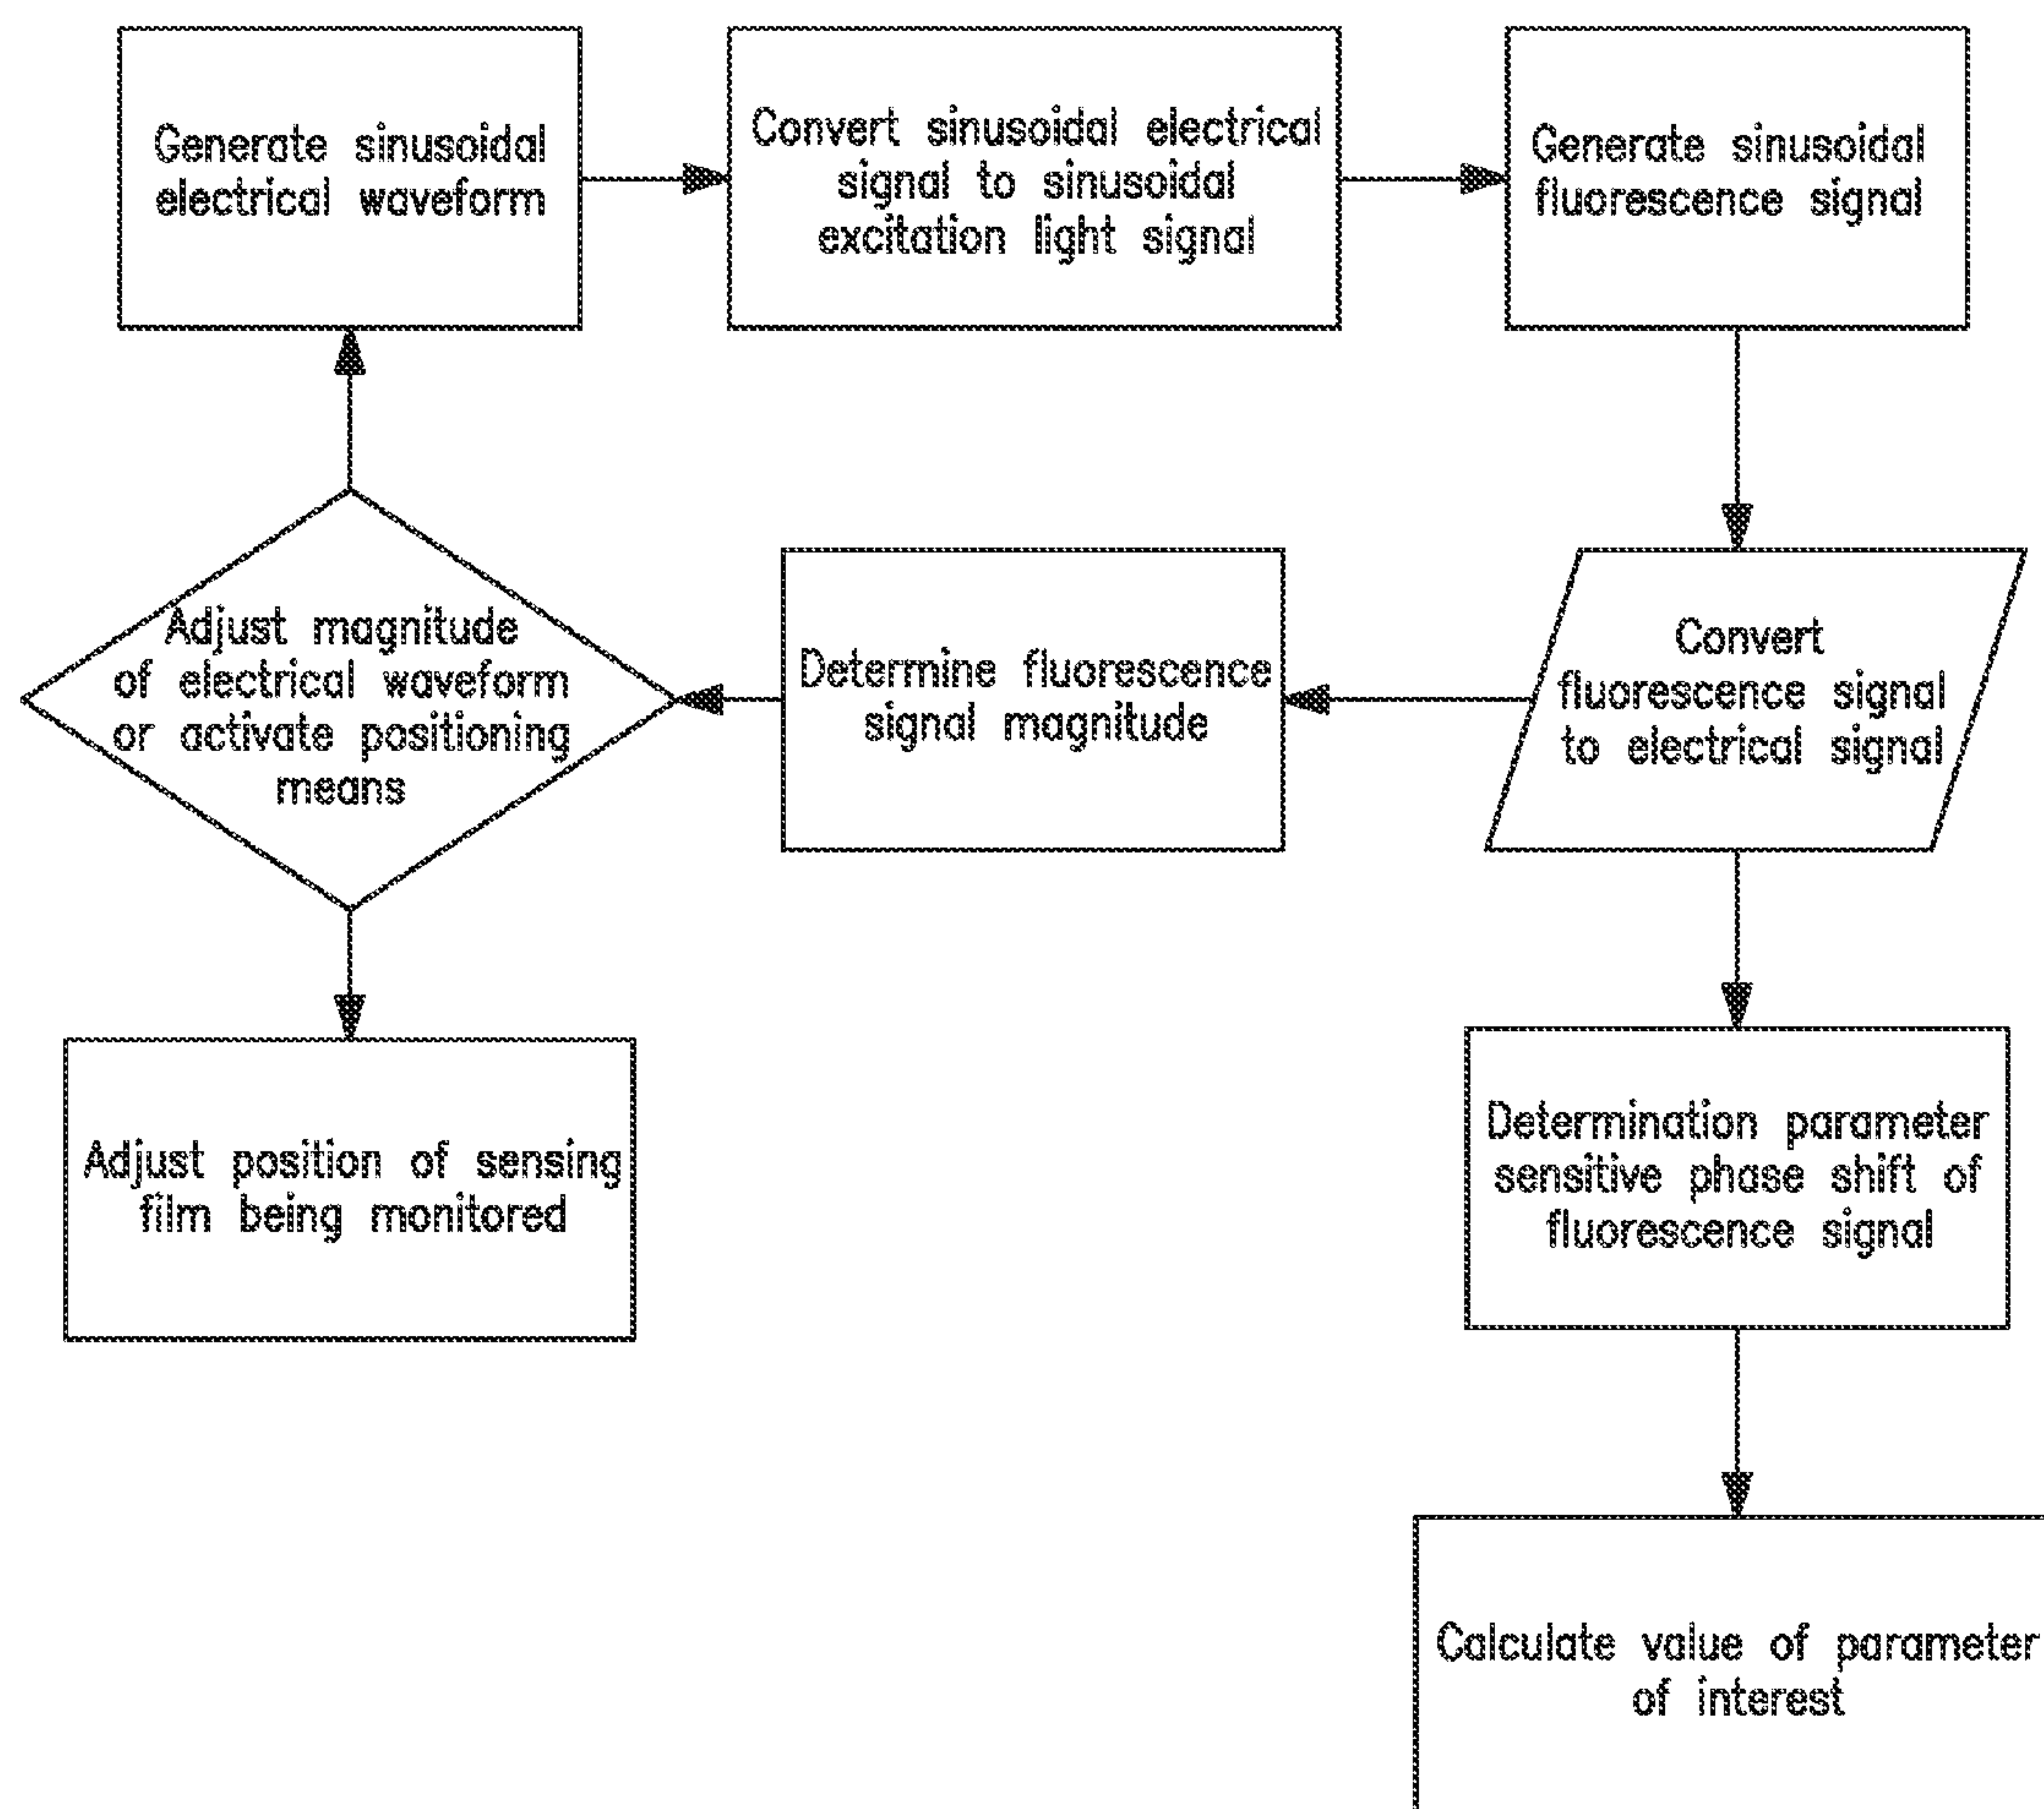 Generate sinusoidal
electrical waveform
Convert sinusoidal electrical
signal to sinusoidal
excitation light signal
Generate sinusoidal
fluorescence signal
Adjust magnitude
of electrical waveform
or activate positioning
means
Determine fluorescence
signal magnitude
Convert
fluorescence signal
to electrical signal
Adjust position of sensing
film being monitored
Determination parameter
sensitive phase shift of
fluorescence signal
Calculate value of parameter
of interest